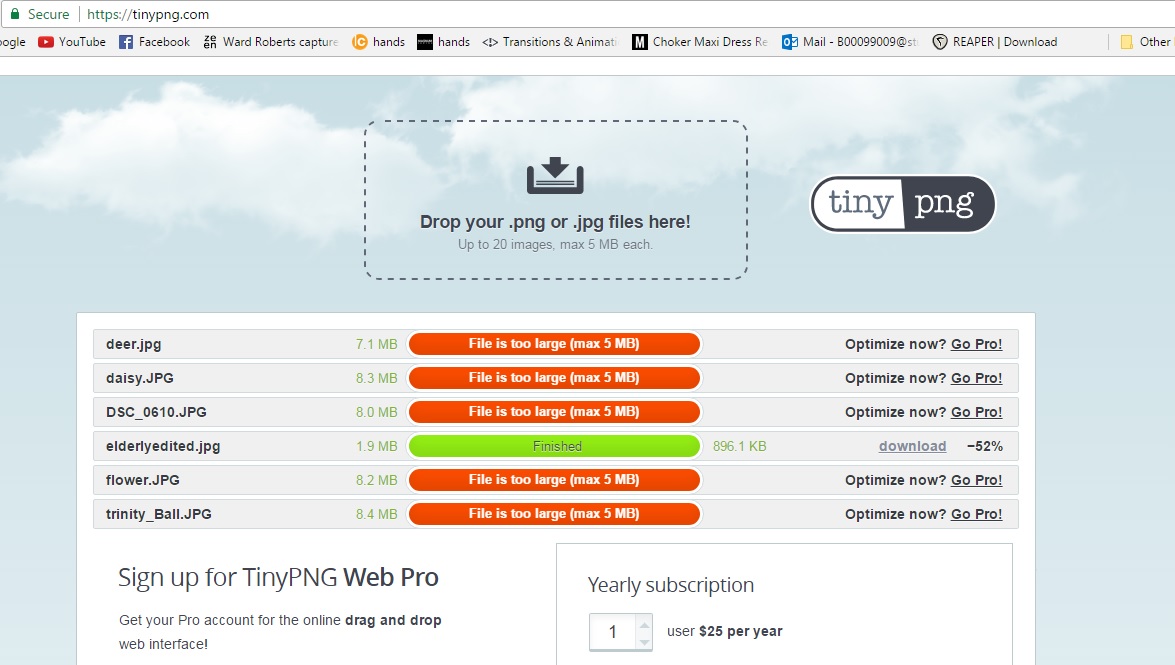 Secure https://tinypng.com
ogle YouTube Facebook zeen Ward Roberts capture hands hands Transitions & Animati Choker Maxi Dress Re Mail - B00099009@st REAPER | Download Other
Drop your .png or .jpg files here!
Up to 20 images, max 5 MB each.
tiny png
deer.jpg 7.1 MB File is too large (max 5 MB) Optimize now? Go Pro!
daisy.JPG 8.3 MB File is too large (max 5 MB) Optimize now? Go Pro!
DSC_0610.JPG 8.0 MB File is too large (max 5 MB) Optimize now? Go Pro!
elderlyedited.jpg 1.9 MB Finished 896.1 KB download −52%
flower.JPG 8.2 MB File is too large (max 5 MB) Optimize now? Go Pro!
trinity_Ball.JPG 8.4 MB File is too large (max 5 MB) Optimize now? Go Pro!
Sign up for TinyPNG Web Pro
Get your Pro account for the online drag and drop
web interface!
Yearly subscription
1 user $25 per year